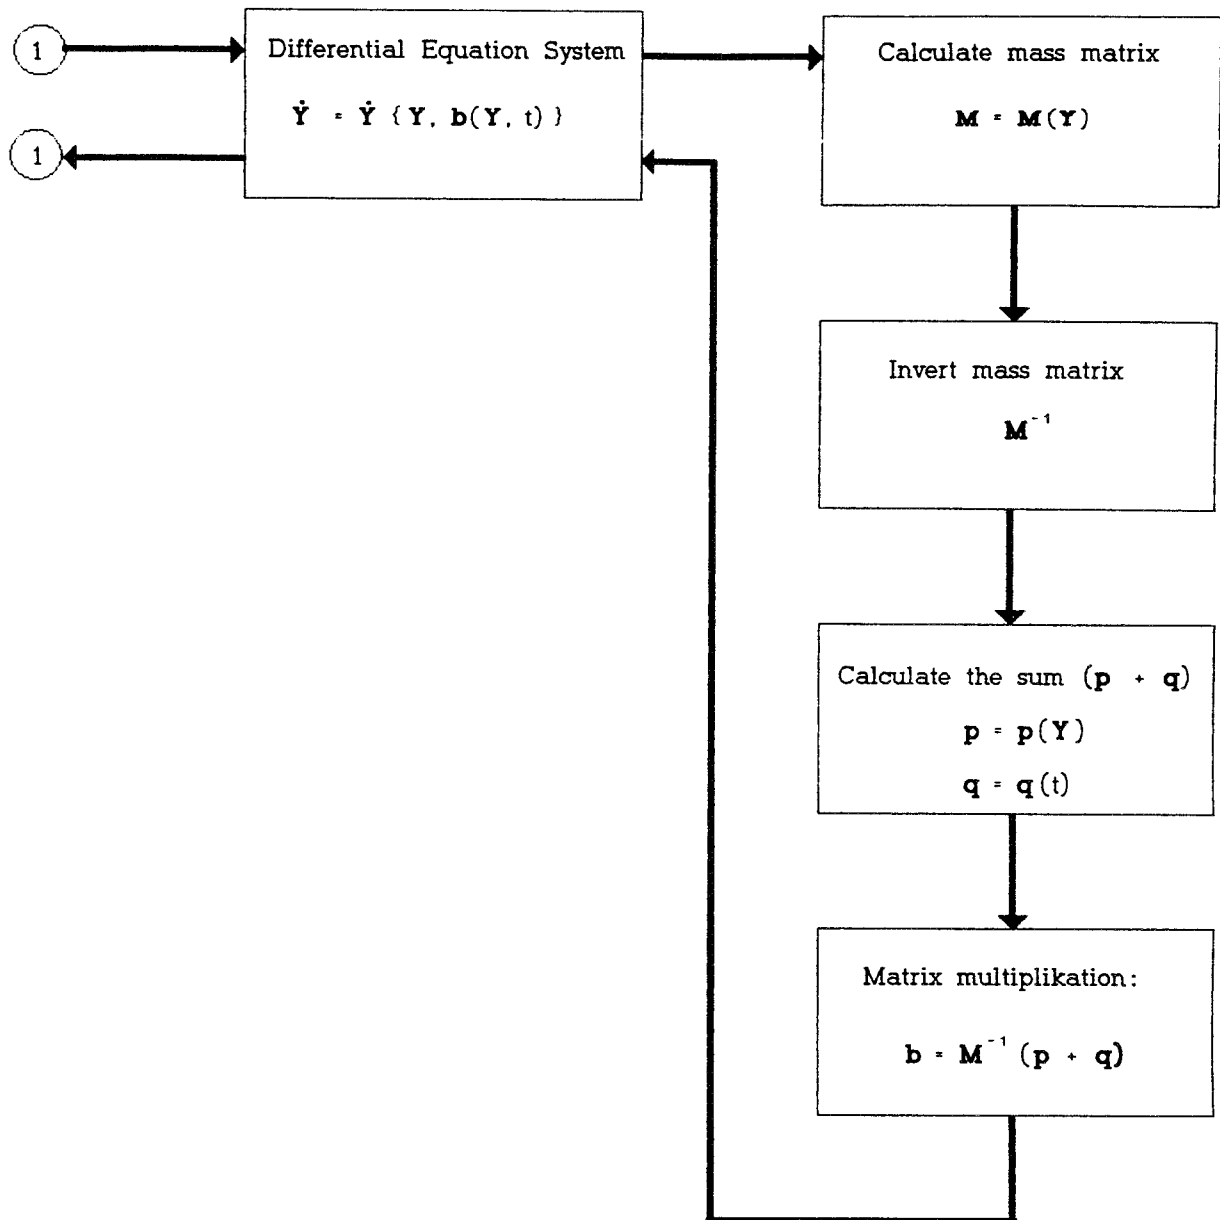 1
Differential Equation System
Ẏ = Ẏ { Y, b(Y, t) }
1
Calculate mass matrix
M = M(Y)
Invert mass matrix
M⁻¹
Calculate the sum (p + q)
p = p(Y)
q = q(t)
Matrix multiplikation:
b = M⁻¹ (p + q)